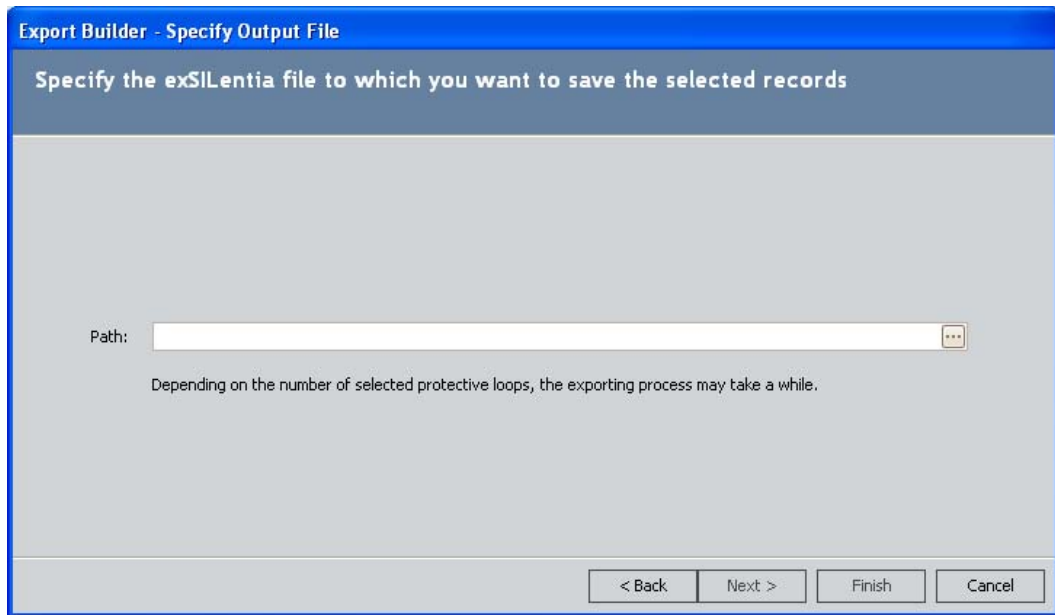 Export Builder - Specify Output File
Specify the exSILentia file to which you want to save the selected records
Path:
...
Depending on the number of selected protective loops, the exporting process may take a while.
< Back Next > Finish Cancel